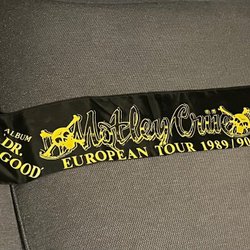 ALBUM
DR.
GOOD'
Mötley Crüe
EUROPEAN TOUR 1989/90